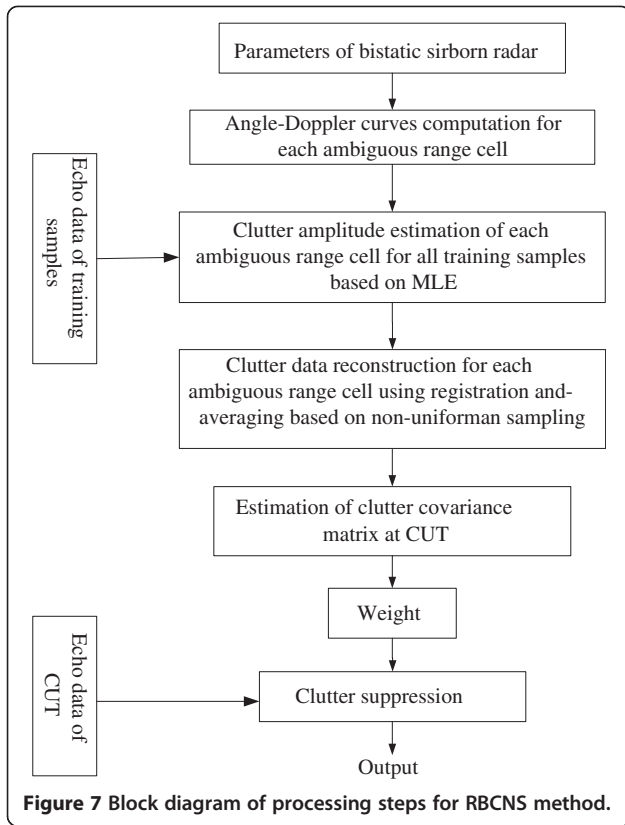 Parameters of bistatic sirborn radar
Angle-Doppler curves computation for
each ambiguous range cell
Echo data of training
samples
Clutter amplitude estimation of each
ambiguous range cell for all training samples
based on MLE
Clutter data reconstruction for each
ambiguous range cell using registration and-
averaging based on non-uniforman sampling
Estimation of clutter covariance
matrix at CUT
Weight
Echo data of
CUT
Clutter suppression
Output
Figure 7 Block diagram of processing steps for RBCNS method.